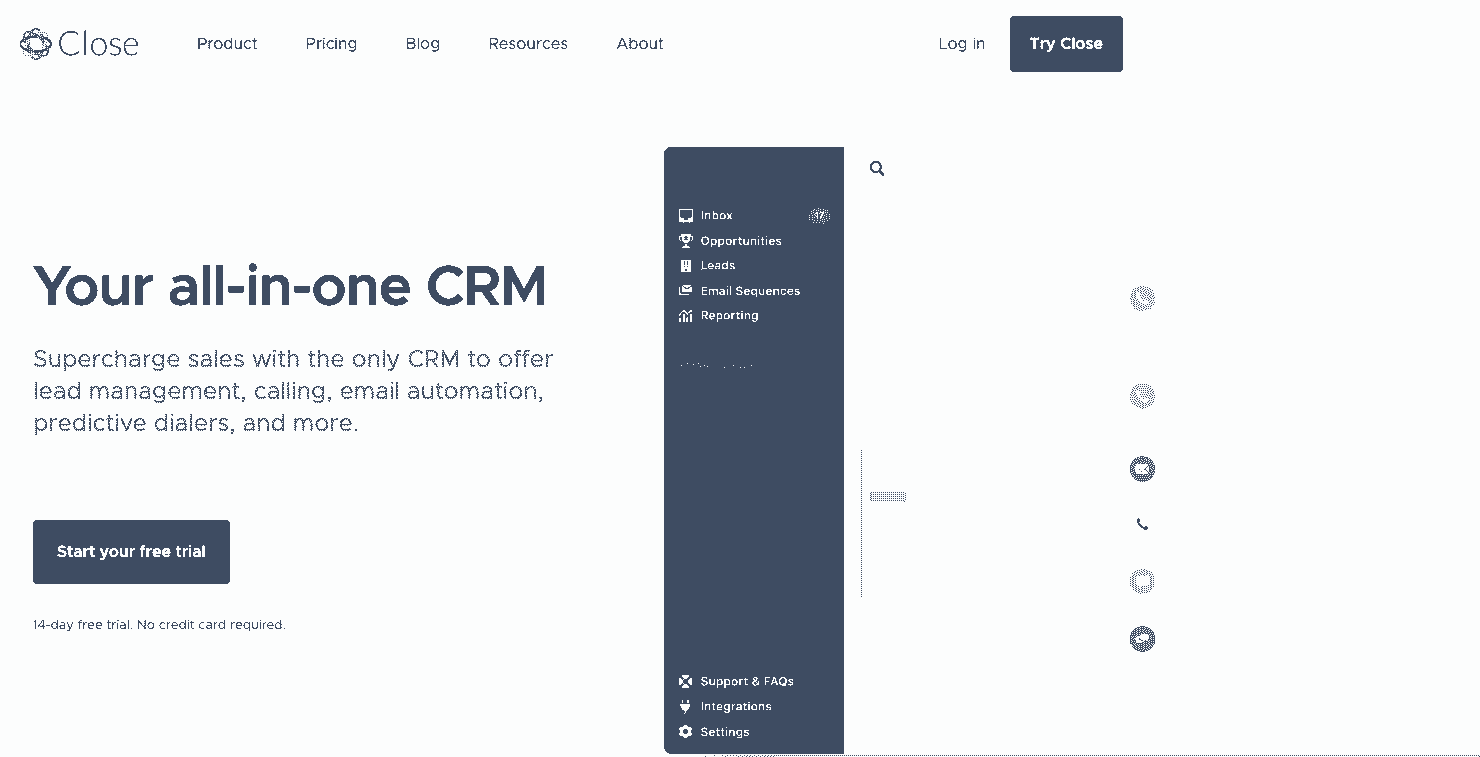 Close
Product
Pricing
Blog
Resources
About
Log in
Try Close
Your all-in-one CRM
Supercharge sales with the only CRM to offer
lead management, calling, email automation,
predictive dialers, and more.
Start your free trial
14-day free trial. No credit card required.
Inbox
17
Opportunities
Leads
Email Sequences
Reporting
Support & FAQs
Integrations
Settings